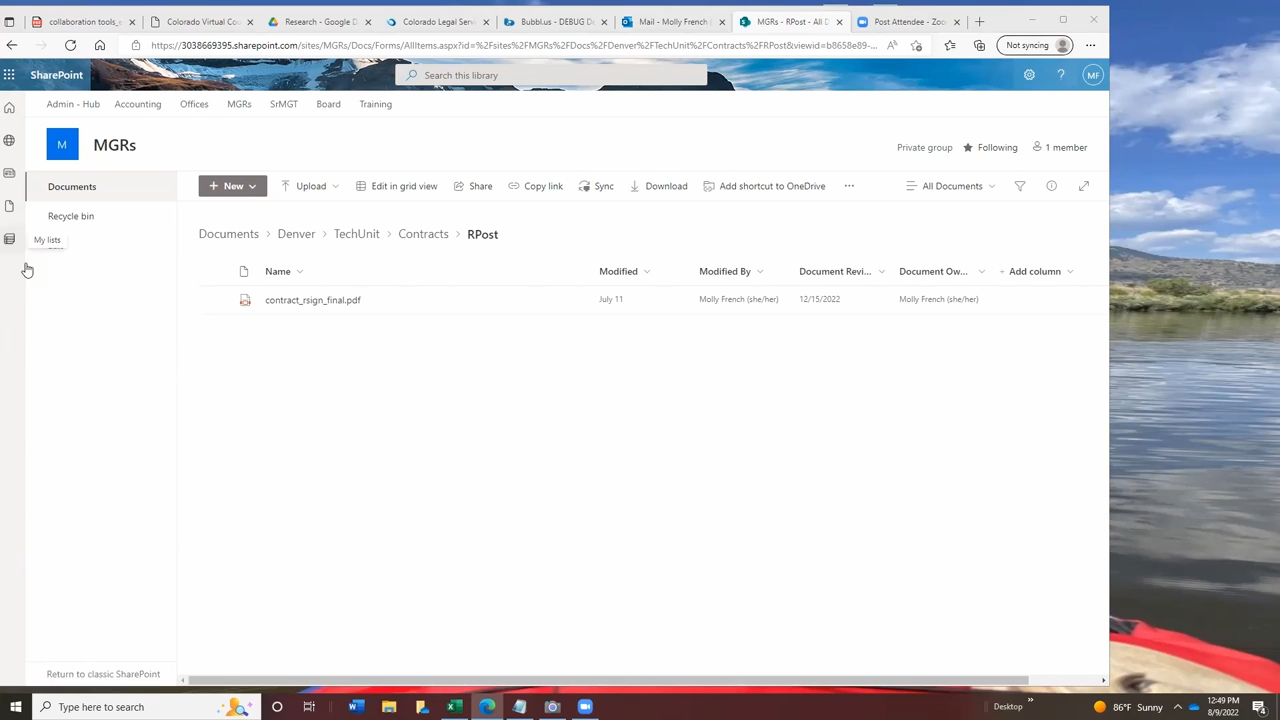 collaboration tools_e
Colorado Virtual Cou
Research - Google D
Colorado Legal Serv
Bubbl.us - DEBUG Do
Mail - Molly French (
MGRs - RPost - All D
Post Attendee - Zoo
https://3038669395.sharepoint.com/sites/MGRs/Docs/Forms/AllItems.aspx?id=%2Fsites%2FMGRs%2FDocs%2FDenver%2FTechUnit%2FContracts%2FRPost&viewid=b8658e89-...
Not syncing
SharePoint
Search this library
MF
Admin - Hub Accounting Offices MGRs SrMGT Board Training
M
MGRs
Private group Following 1 member
Documents
+ New Upload Edit in grid view Share Copy link Sync Download Add shortcut to OneDrive ... All Documents
Recycle bin
My lists
Documents > Denver > TechUnit > Contracts > RPost
Name Modified Modified By Document Revi... Document Ow... + Add column
contract_rsign_final.pdf July 11 Molly French (she/her) 12/15/2022 Molly French (she/her)
Return to classic SharePoint
Type here to search
Desktop
86°F Sunny
12:49 PM
8/9/2022